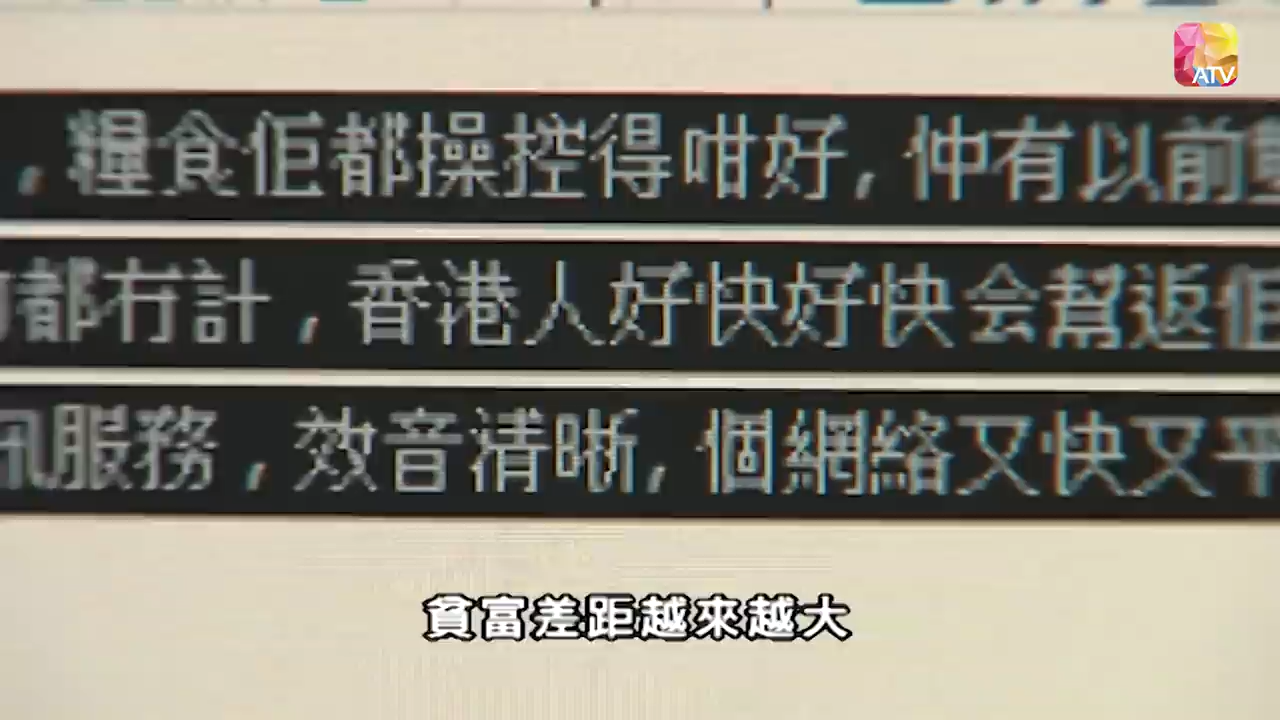 ATV
，糧食佢都操控得咁好，仲有以前
都冇計，香港人好快好快会幫返佢
訊服務，效音清晰，個網絡又快又平
貧富差距越來越大